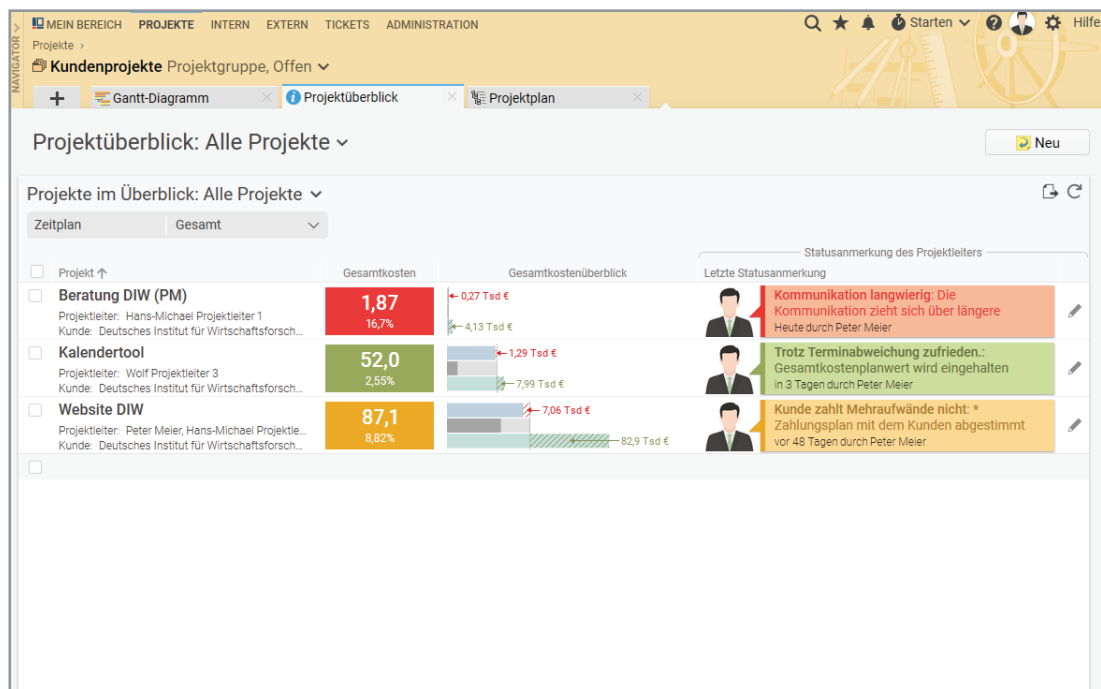 MEIN BEREICH PROJEKTE INTERN EXTERN TICKETS ADMINISTRATION Starten Hilfe
NAVIGATOR >
Projekte ›
Kundenprojekte Projektgruppe, Offen
+ Gantt-Diagramm Projektüberblick Projektplan
Projektüberblick: Alle Projekte
Neu
Projekte im Überblick: Alle Projekte
Zeitplan Gesamt
Statusanmerkung des Projektleiters
Projekt Gesamtkosten Gesamtkostenüberblick Letzte Statusanmerkung
Beratung DIW (PM)
Projektleiter: Hans-Michael Projektleiter 1
Kunde: Deutsches Institut für Wirtschaftsforsch...
1,87
16,7%
0,27 Tsd €
4,13 Tsd €
Kommunikation langwierig: Die
Kommunikation zieht sich über längere
Heute durch Peter Meier
Kalendertool
Projektleiter: Wolf Projektleiter 3
Kunde: Deutsches Institut für Wirtschaftsforsch...
52,0
2,55%
1,29 Tsd €
7,99 Tsd €
Trotz Terminabweichung zufrieden.:
Gesamtkostenplanwert wird eingehalten
in 3 Tagen durch Peter Meier
Website DIW
Projektleiter: Peter Meier, Hans-Michael Projektle...
Kunde: Deutsches Institut für Wirtschaftsforsch...
87,1
8,82%
7,06 Tsd €
82,9 Tsd €
Kunde zahlt Mehraufwände nicht: *
Zahlungsplan mit dem Kunden abgestimmt
vor 48 Tagen durch Peter Meier